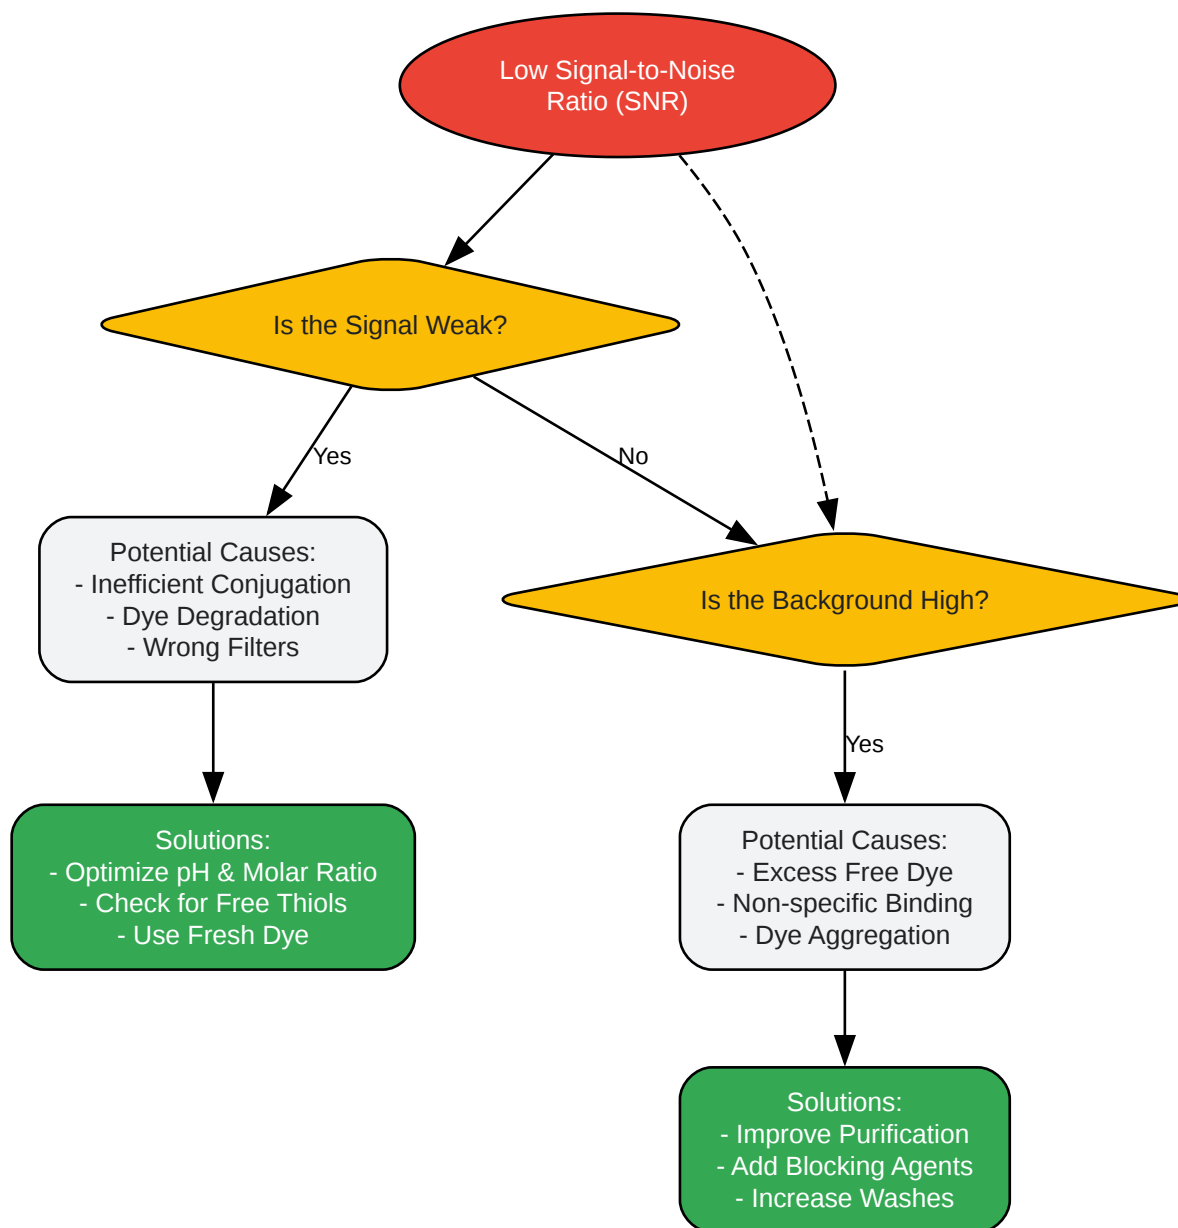 Low Signal-to-Noise
Ratio (SNR)
Is the Signal Weak?
Yes
No
Potential Causes:
- Inefficient Conjugation
- Dye Degradation
- Wrong Filters
Is the Background High?
Yes
Solutions:
- Optimize pH & Molar Ratio
- Check for Free Thiols
- Use Fresh Dye
Potential Causes:
- Excess Free Dye
- Non-specific Binding
- Dye Aggregation
Solutions:
- Improve Purification
- Add Blocking Agents
- Increase Washes